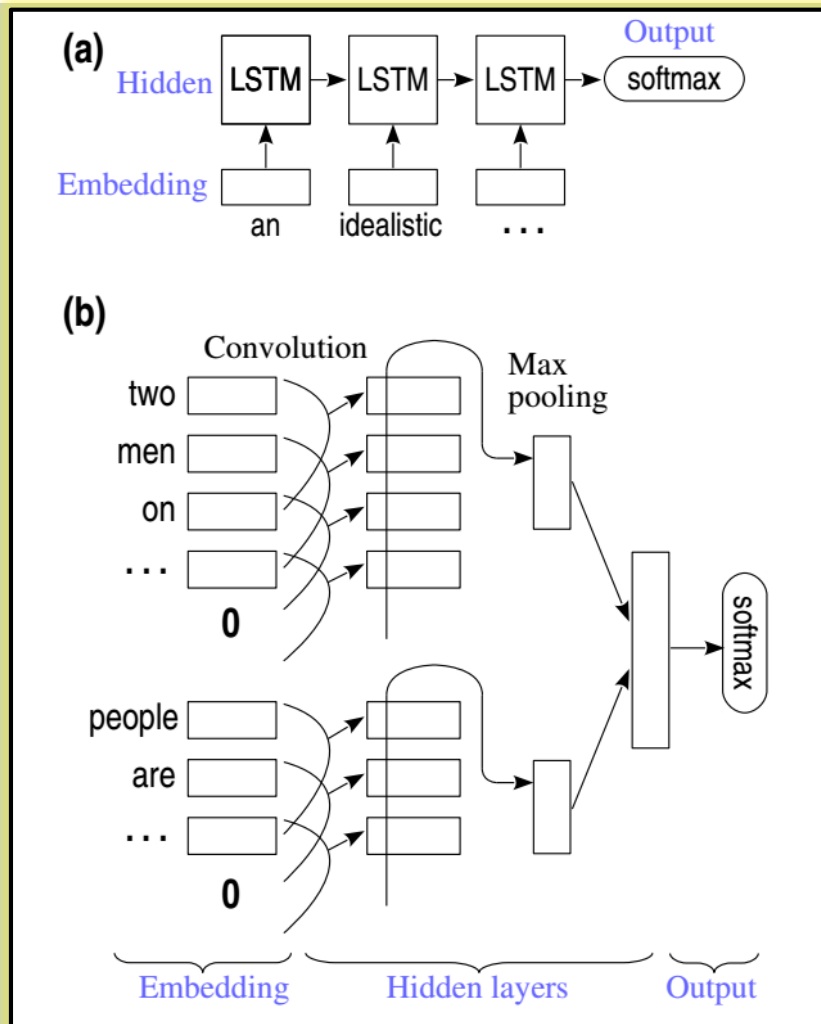 (a)
Output
Hidden LSTM LSTM LSTM softmax
Embedding
an idealistic ...
(b)
Convolution
Max
pooling
two
men
on
...
0
softmax
people
are
...
0
Embedding Hidden layers Output